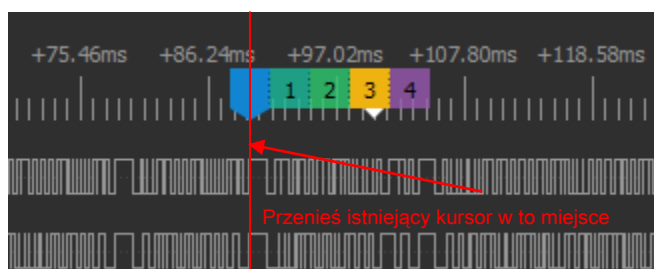 +75.46ms +86.24ms +97.02ms +107.80ms +118.58ms
1 2 3 4
Przenieś istniejący kursor w to miejsce